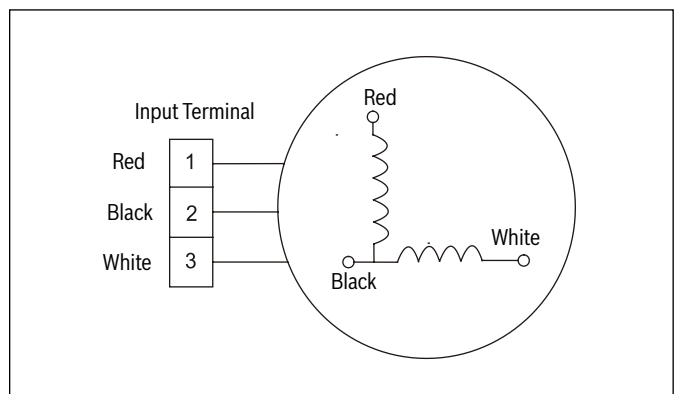 Red
Input Terminal
Red 1
Black 2
White 3
White
Black